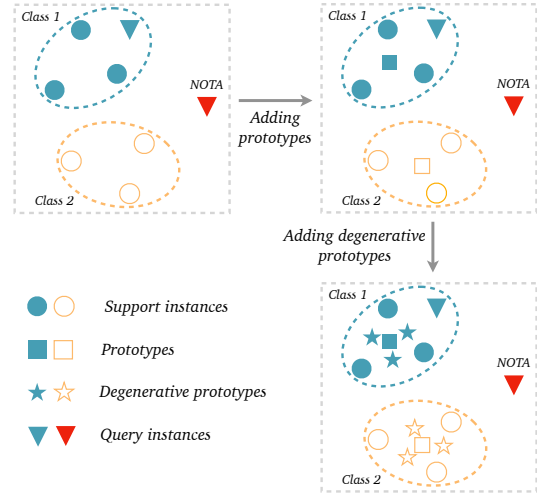 Class 1
NOTA
Class 2
Adding
prototypes
Class 1
NOTA
Class 2
Adding degenerative
prototypes
Class 1
NOTA
Class 2
Support instances
Prototypes
Degenerative prototypes
Query instances